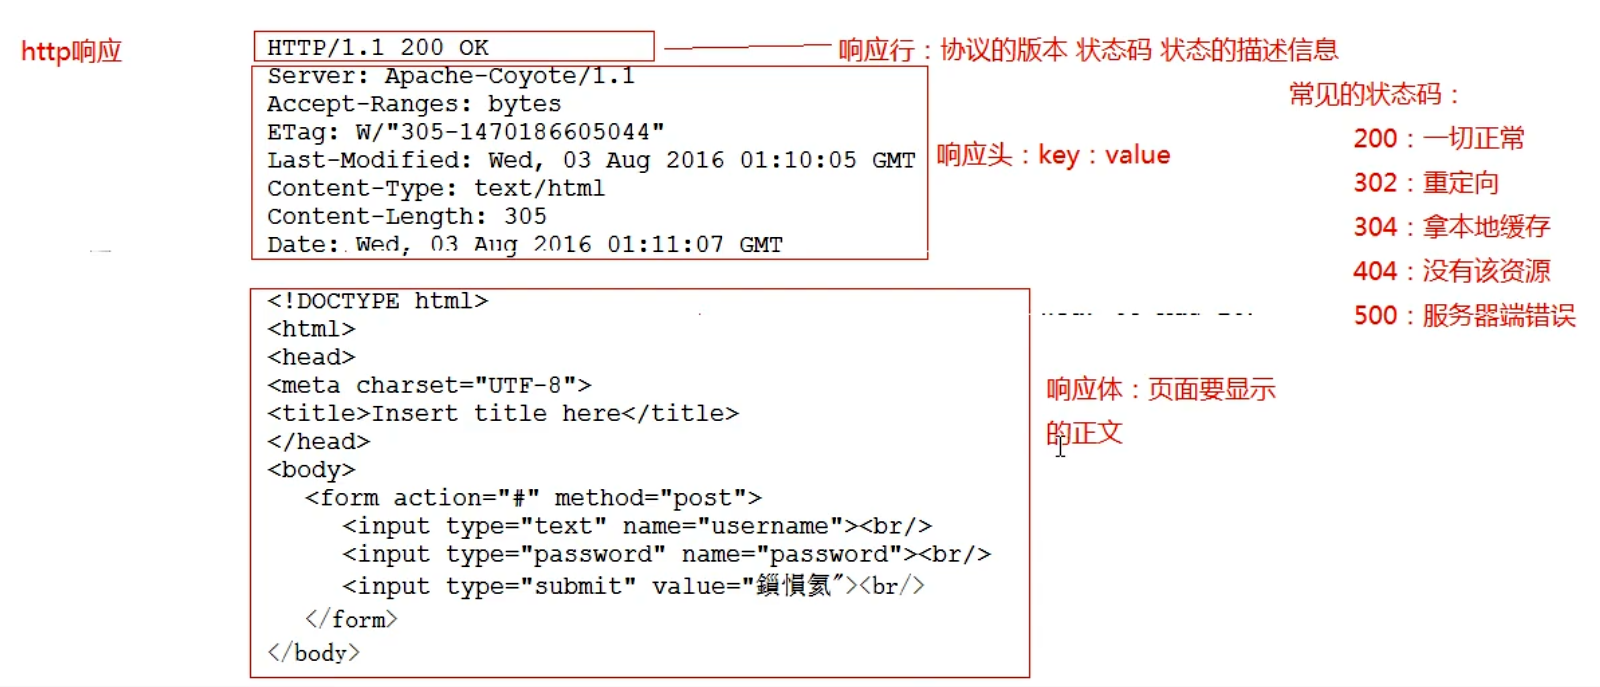 http响应
HTTP/1.1 200 OK
响应行：协议的版本 状态码 状态的描述信息
Server: Apache-Coyote/1.1
Accept-Ranges: bytes
ETag: W/"305-1470186605044"
Last-Modified: Wed, 03 Aug 2016 01:10:05 GMT
Content-Type: text/html
Content-Length: 305
Date: Wed, 03 Aug 2016 01:11:07 GMT
响应头：key：value
常见的状态码：
200：一切正常
302：重定向
304：拿本地缓存
404：没有该资源
500：服务器端错误
<!DOCTYPE html>
<html>
<head>
<meta charset="UTF-8">
<title>Insert title here</title>
</head>
<body>
<form action="#" method="post">
<input type="text" name="username"><br/>
<input type="password" name="password"><br/>
<input type="submit" value="鎻愪氦"><br/>
</form>
</body>
响应体：页面要显示
的正文